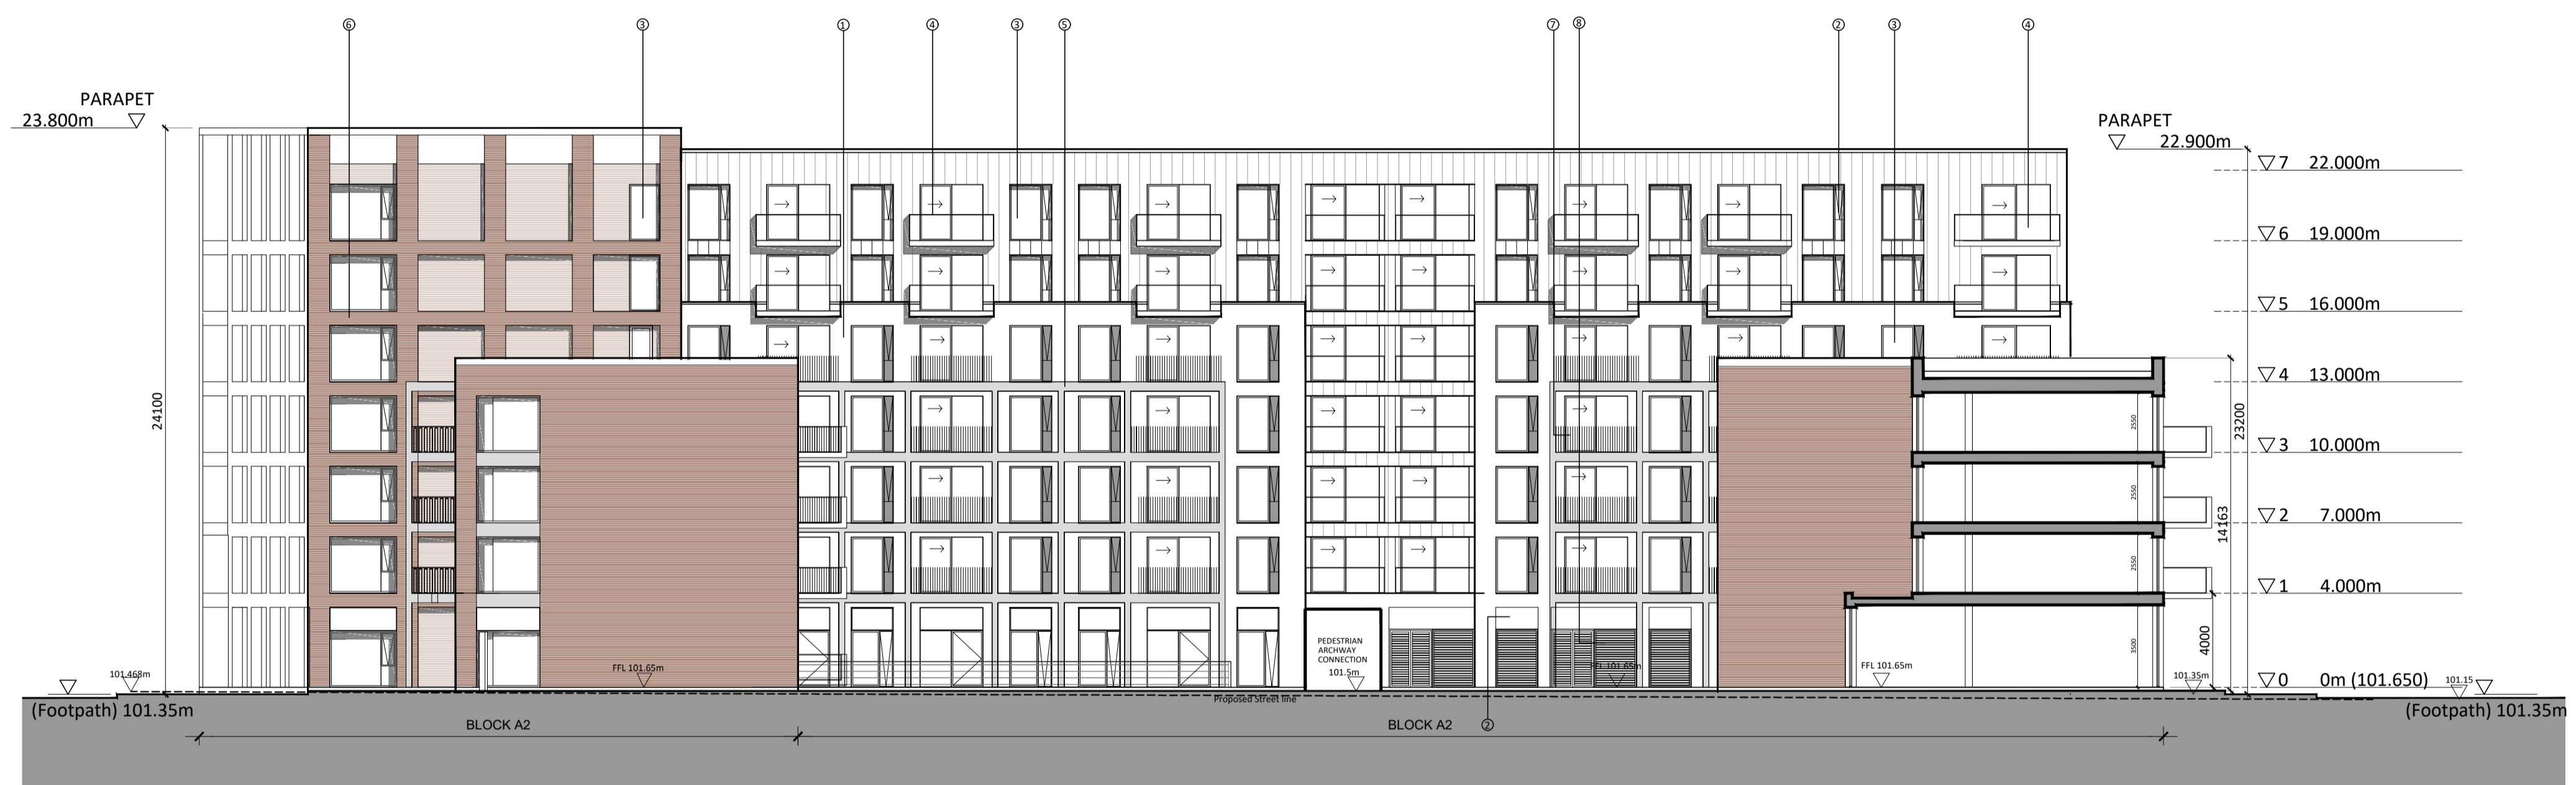 6 3 1 4 3 5 7 8 2 3 4
PARAPET
23.800m
PARAPET
22.900m
7 22.000m
6 19.000m
5 16.000m
4 13.000m
3 10.000m
2 7.000m
1 4.000m
0 0m (101.650)
24100
23200
14163
4000
2550
2550
2550
3500
PEDESTRIAN
ARCHWAY
CONNECTION
101.5m
101.468m
FFL 101.65m
FFL 101.65m
FFL 101.65m
101.35m
101.15
(Footpath) 101.35m
Proposed Street line
(Footpath) 101.35m
BLOCK A2
BLOCK A2
2